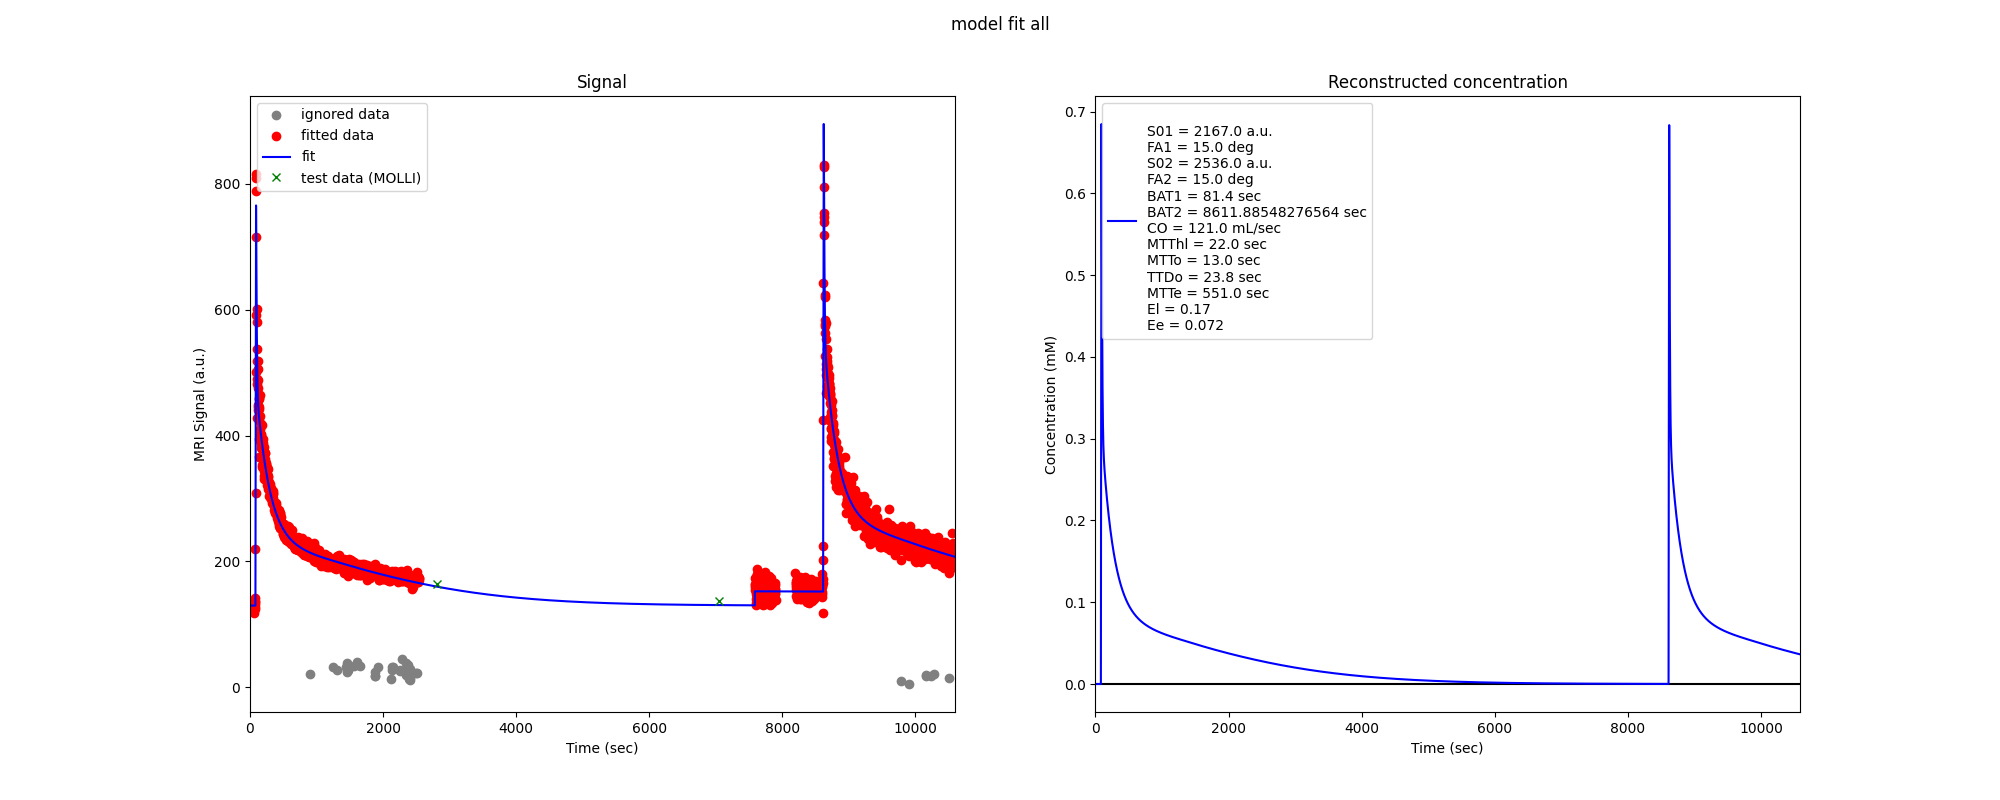 model fit all
Signal
MRI Signal (a.u.)
800
600
400
200
0
0 2000 4000 6000 8000 10000
Time (sec)
ignored data
fitted data
fit
test data (MOLLI)
Reconstructed concentration
Concentration (mM)
0.7
0.6
0.5
0.4
0.3
0.2
0.1
0.0
0 2000 4000 6000 8000 10000
Time (sec)
S01 = 2167.0 a.u.
FA1 = 15.0 deg
S02 = 2536.0 a.u.
FA2 = 15.0 deg
BAT1 = 81.4 sec
BAT2 = 8611.88548276564 sec
CO = 121.0 mL/sec
MTThl = 22.0 sec
MTTo = 13.0 sec
TTDo = 23.8 sec
MTTe = 551.0 sec
El = 0.17
Ee = 0.072